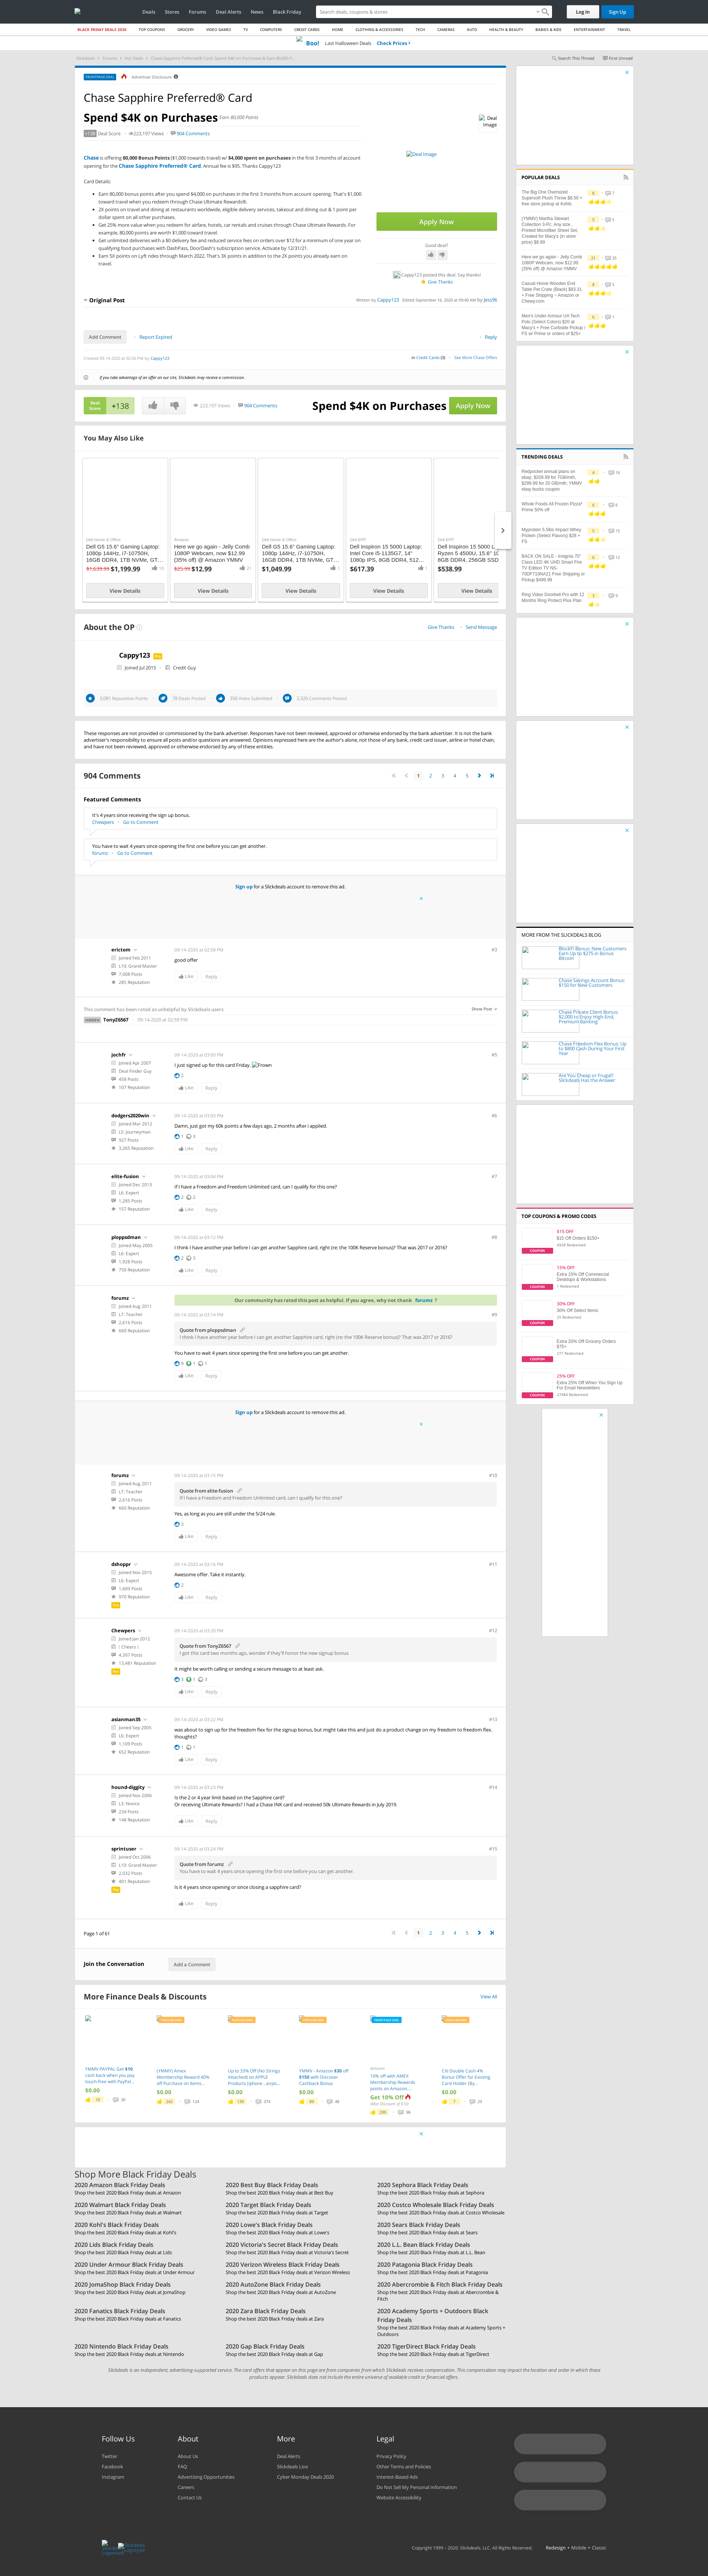 Deals Stores Forums Deal Alerts News Black Friday
Search deals, coupons & stores
Log In
Sign Up
BLACK FRIDAY DEALS 2020 TOP COUPONS GROCERY VIDEO GAMES TV COMPUTERS CREDIT CARDS HOME CLOTHING & ACCESSORIES TECH CAMERAS AUTO HEALTH & BEAUTY BABIES & KIDS ENTERTAINMENT TRAVEL
Boo! Last Halloween Deals Check Prices !
Slickdeals Forums Hot Deals Chase Sapphire Preferred® Card: Spend $4K on Purchases & Earn 80,000 P...
Search This Thread First Unread
FRONTPAGE DEAL Advertiser Disclosure
Chase Sapphire Preferred® Card
Spend $4K on Purchases Earn 80,000 Points
+138 Deal Score 223,197 Views 904 Comments
Deal Image
Chase is offering 80,000 Bonus Points ($1,000 towards travel) w/ $4,000 spent on purchases in the first 3 months of account opening for the Chase Sapphire Preferred® Card. Annual fee is $95. Thanks Cappy123
Card Details:
Earn 80,000 bonus points after you spend $4,000 on purchases in the first 3 months from account opening. That's $1,000 toward travel when you redeem through Chase Ultimate Rewards®.
2X points on travel and dining at restaurants worldwide, eligible delivery services, takeout and dining out & 1 point per dollar spent on all other purchases.
Get 25% more value when you redeem for airfare, hotels, car rentals and cruises through Chase Ultimate Rewards. For example, 80,000 points are worth $1,000 toward travel.
Get unlimited deliveries with a $0 delivery fee and reduced service fees on orders over $12 for a minimum of one year on qualifying food purchases with DashPass, DoorDash's subscription service. Activate by 12/31/21.
Earn 5X points on Lyft rides through March 2022. That's 3X points in addition to the 2X points you already earn on travel.
Deal Image
Apply Now
Good deal?
Cappy123 posted this deal. Say thanks!
Give Thanks
Original Post
Written by Cappy123 Edited September 16, 2020 at 09:40 AM by Jess96
Add Comment Report Expired Reply
Created 09-14-2020 at 02:56 PM by Cappy123
in Credit Cards (3) See More Chase Offers
If you take advantage of an offer on our site, Slickdeals may receive a commission.
Deal Score +138
223,197 Views 904 Comments
Spend $4K on Purchases Apply Now
You May Also Like
Dell Home & Office
Dell G5 15.6" Gaming Laptop: 1080p 144Hz, i7-10750H, 16GB DDR4, 1TB NVMe, GT...
$1,639.99 $1,199.99
View Details
Amazon
Here we go again - Jelly Comb 1080P Webcam, now $12.99 (20% off) @ Amazon YMMV
$25.99 $12.99 21
View Details
Dell Home & Office
Dell G5 15.6" Gaming Laptop: 1080p 144Hz, i7-10750H, 16GB DDR4, 1TB NVMe, GT...
$1,049.99 1
View Details
Dell EPP
Dell Inspiron 15 5000 Laptop: Intel Core i5-1135G7, 14" 1080p IPS, 8GB DDR4, 512...
$617.39 1
View Details
Dell EPP
Dell Inspiron 15 5000 L
Ryzen 5 4500U, 15.6" 10
8GB DDR4, 256GB SSD
$538.99
View Details
About the OP
Give Thanks Send Message
Cappy123
Joined Jul 2015 Credit Guy
3,081 Reputation Points 76 Deals Posted 356 Votes Submitted 5,326 Comments Posted
These responses are not provided or commissioned by the bank advertiser. Responses have not been reviewed, approved or otherwise endorsed by the bank advertiser. It is not the bank advertiser's responsibility to ensure all posts and/or questions are answered. Opinions expressed here are the author's alone, not those of any bank, credit card issuer, airline or hotel chain, and have not been reviewed, approved or otherwise endorsed by any of these entities.
904 Comments
1 2 3 4 5
Featured Comments
It's 4 years since receiving the sign up bonus.
Chewpers Go to Comment
You have to wait 4 years since opening the first one before you can get another.
forumz Go to Comment
Sign up for a Slickdeals account to remove this ad.
erictom 09-14-2020 at 02:58 PM #3
Joined Feb 2011
L10: Grand Master
7,008 Posts
285 Reputation
good offer
Like Reply
This comment has been rated as unhelpful by Slickdeals users Show Post
HIDDEN TonyZ6567 09-14-2020 at 02:59 PM
jochfr 09-14-2020 at 03:00 PM #5
Joined Apr 2007
Deal Finder Guy
458 Posts
107 Reputation
I just signed up for this card Friday. Frown
2
Like Reply
dodgers2020win 09-14-2020 at 03:03 PM #6
Joined Mar 2012
L5: Journeyman
927 Posts
3,265 Reputation
Damn, just got my 60k points a few days ago, 2 months after i applied.
1 3
Like Reply
elite-fusion 09-14-2020 at 03:04 PM #7
Joined Dec 2013
L6: Expert
1,285 Posts
157 Reputation
If I have a Freedom and Freedom Unlimited card, can I qualify for this one?
2 2
Like Reply
ploppsdman 09-14-2020 at 03:12 PM #8
Joined May 2005
L6: Expert
1,928 Posts
750 Reputation
I think I have another year before I can get another Sapphire card, right (re: the 100K Reserve bonus)? That was 2017 or 2016?
2 3
Like Reply
forumz
Joined Aug 2011
L7: Teacher
2,616 Posts
660 Reputation
Our community has rated this post as helpful. If you agree, why not thank forumz ?
09-14-2020 at 03:14 PM #9
Quote from ploppsdman
I think I have another year before I can get another Sapphire card, right (re: the 100K Reserve bonus)? That was 2017 or 2016?
You have to wait 4 years since opening the first one before you can get another.
9 1 1
Like Reply
Sign up for a Slickdeals account to remove this ad.
forumz 09-14-2020 at 03:15 PM #10
Joined Aug 2011
L7: Teacher
2,616 Posts
660 Reputation
Quote from elite-fusion
If I have a Freedom and Freedom Unlimited card, can I qualify for this one?
Yes, as long as you are still under the 5/24 rule.
3
Like Reply
dshoppr 09-14-2020 at 03:16 PM #11
Joined Nov 2015
L6: Expert
1,609 Posts
976 Reputation
Awesome offer. Take it instantly.
2
Like Reply
Chewpers 09-14-2020 at 03:20 PM #12
Joined Jan 2012
! Cheers !
4,397 Posts
13,481 Reputation
Quote from TonyZ6567
I got this card two months ago, wonder if they'll honor the new signup bonus
It might be worth calling or sending a secure message to at least ask.
3 1 3
Like Reply
asianman35 09-14-2020 at 03:22 PM #13
Joined Sep 2005
L6: Expert
1,109 Posts
652 Reputation
was about to sign up for the freedom flex for the signup bonus, but might take this and just do a product change on my freedom to freedom flex. thoughts?
1 1
Like Reply
hound-diggity 09-14-2020 at 03:23 PM #14
Joined Nov 2006
L3: Novice
234 Posts
148 Reputation
Is the 2 or 4 year limit based on the Sapphire card?
Or receiving Ultimate Rewards? I had a Chase INK card and received 50k Ultimate Rewards in July 2019.
Like Reply
sprintuser 09-14-2020 at 03:24 PM #15
Joined Oct 2006
L10: Grand Master
2,032 Posts
401 Reputation
Quote from forumz
You have to wait 4 years since opening the first one before you can get another.
Is it 4 years since opening or since closing a sapphire card?
Like Reply
Page 1 of 61
1 2 3 4 5
Join the Conversation Add a Comment
More Finance Deals & Discounts View All
YMMV PAYPAL Get $10 cash back when you pay touch-free with PayPal...
$0.00
(YMMV) Amex Membership Reward 40% off Purchase on items...
$0.00
242 124
Up to 33% Off (No Strings Attached) on APPLE Products (iphone , airpo...
$0.00
374
YMMV - Amazon $30 off $150 with Discover Cashback Bonus
$0.00
Amazon
10% off with AMEX Membership Rewards points on Amazon...
Get 10% Off
Citi Double Cash 4% Bonus Offer for Existing Card Holder (By...
$0.00
Shop More Black Friday Deals
2020 Amazon Black Friday Deals
Shop the best 2020 Black Friday deals at Amazon
2020 Best Buy Black Friday Deals
Shop the best 2020 Black Friday deals at Best Buy
2020 Sephora Black Friday Deals
Shop the best 2020 Black Friday deals at Sephora
2020 Walmart Black Friday Deals
Shop the best 2020 Black Friday deals at Walmart
2020 Target Black Friday Deals
Shop the best 2020 Black Friday deals at Target
2020 Costco Wholesale Black Friday Deals
Shop the best 2020 Black Friday deals at Costco Wholesale
2020 Kohl's Black Friday Deals
Shop the best 2020 Black Friday deals at Kohl's
2020 Lowe's Black Friday Deals
Shop the best 2020 Black Friday deals at Lowe's
2020 Sears Black Friday Deals
Shop the best 2020 Black Friday deals at Sears
2020 Lids Black Friday Deals
Shop the best 2020 Black Friday deals at Lids
2020 Victoria's Secret Black Friday Deals
Shop the best 2020 Black Friday deals at Victoria's Secret
2020 L.L. Bean Black Friday Deals
Shop the best 2020 Black Friday deals at L.L. Bean
2020 Under Armour Black Friday Deals
Shop the best 2020 Black Friday deals at Under Armour
2020 Verizon Wireless Black Friday Deals
Shop the best 2020 Black Friday deals at Verizon Wireless
2020 Patagonia Black Friday Deals
Shop the best 2020 Black Friday deals at Patagonia
2020 JomaShop Black Friday Deals
Shop the best 2020 Black Friday deals at JomaShop
2020 AutoZone Black Friday Deals
Shop the best 2020 Black Friday deals at AutoZone
2020 Abercrombie & Fitch Black Friday Deals
Shop the best 2020 Black Friday deals at Abercrombie & Fitch
2020 Fanatics Black Friday Deals
Shop the best 2020 Black Friday deals at Fanatics
2020 Zara Black Friday Deals
Shop the best 2020 Black Friday deals at Zara
2020 Academy Sports + Outdoors Black Friday Deals
Shop the best 2020 Black Friday deals at Academy Sports + Outdoors
2020 Nintendo Black Friday Deals
Shop the best 2020 Black Friday deals at Nintendo
2020 Gap Black Friday Deals
Shop the best 2020 Black Friday deals at Gap
2020 TigerDirect Black Friday Deals
Shop the best 2020 Black Friday deals at TigerDirect
Slickdeals is an independent, advertising-supported service. The card offers that appear on this page are from companies from which Slickdeals receives compensation. This compensation may impact the location and order in which these products appear. Slickdeals does not include the entire universe of available credit or financial offers.
POPULAR DEALS
The Big One Oversized Supersoft Plush Throw $8.50 + free store pickup at Kohls
(YMMV) Martha Stewart Collection 3-Pc. Any size , Printed Microfiber Sheet Set, Created for Macy's (in store price) $9.99
Here we go again - Jelly Comb 1080P Webcam, now $12.99 (20% off) @ Amazon YMMV
Casual Home Wooden End Table Pet Crate (Black) $83.31 + Free Shipping – Amazon or Chewy.com
Men's Under Armour UA Tech Polo (Select Colors) $20 at Macy's + Free Curbside Pickup / FS w/ Prime or orders of $25+
TRENDING DEALS
Redpocket annual plans on ebay: $209.99 for 7GB/mth, $299.99 for 20 GB/mth; YMMV ebay bucks coupon
Whole Foods All Frozen Pizza* Prime 50% off
Myprotein 5.5lbs Impact Whey Protein (Select Flavors) $28 + FS
BACK ON SALE - Insignia 70" Class LED 4K UHD Smart Fire TV Edition TV NS-70DF710NA21 Free Shipping or Pickup $499.99
Ring Video Doorbell Pro with 12 Months Ring Protect Plus Plan
MORE FROM THE SLICKDEALS BLOG
BlockFi Bonus: New Customers Earn Up to $275 in Bonus Bitcoin
Chase Savings Account Bonus: $150 for New Customers
Chase Private Client Bonus: $2,000 to Enjoy High-End, Premium Banking
Chase Freedom Flex Bonus: Up to $800 Cash During Your First Year
Are You Cheap or Frugal? Slickdeals Has the Answer
TOP COUPONS & PROMO CODES
$15 OFF
$15 Off Orders $150+
4928 Redeemed
COUPON
15% OFF
Extra 15% Off Commercial Desktops & Workstations
1 Redeemed
COUPON
30% OFF
30% Off Select Items
25 Redeemed
COUPON
Extra 20% Off Grocery Orders $75+
277 Redeemed
COUPON
25% OFF
Extra 25% Off When You Sign Up For Email Newsletters
27484 Redeemed
COUPON
Follow Us
Twitter
Facebook
Instagram
About
About Us
FAQ
Advertising Opportunities
Careers
Contact Us
More
Deal Alerts
Slickdeals Live
Cyber Monday Deals 2020
Legal
Privacy Policy
Other Terms and Policies
Interest-Based Ads
Do Not Sell My Personal Information
Website Accessibility
Copyright 1999 - 2020. Slickdeals, LLC. All Rights Reserved. Redesign • Mobile • Classic